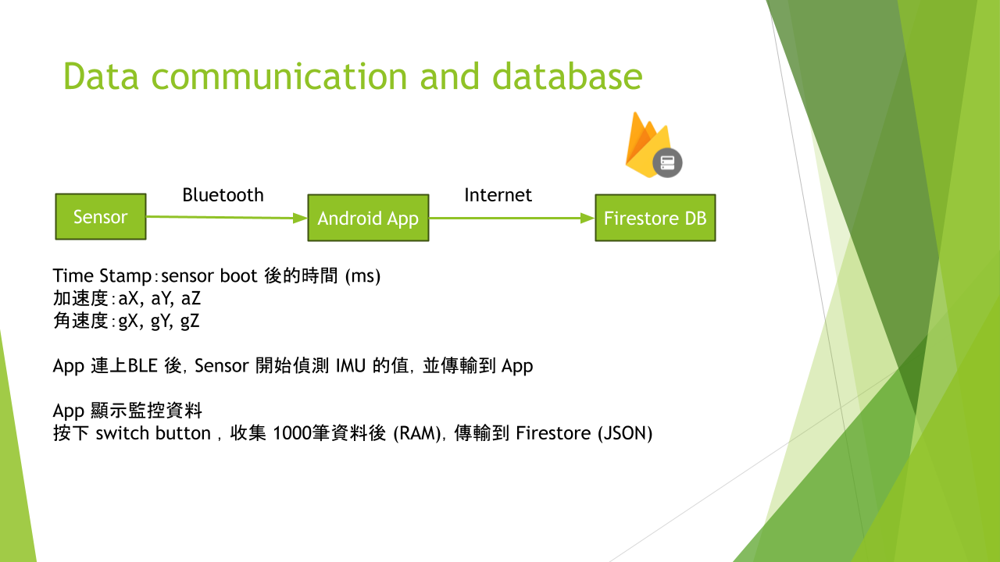 Data communication and database
Bluetooth
Internet
Sensor
Android App
Firestore DB
Time Stamp：sensor boot 後的時間 (ms)
加速度：aX, aY, aZ
角速度：gX, gY, gZ
App 連上BLE 後，Sensor 開始偵測 IMU 的值，並傳輸到 App
App 顯示監控資料
按下 switch button ，收集 1000筆資料後 (RAM)，傳輸到 Firestore (JSON)